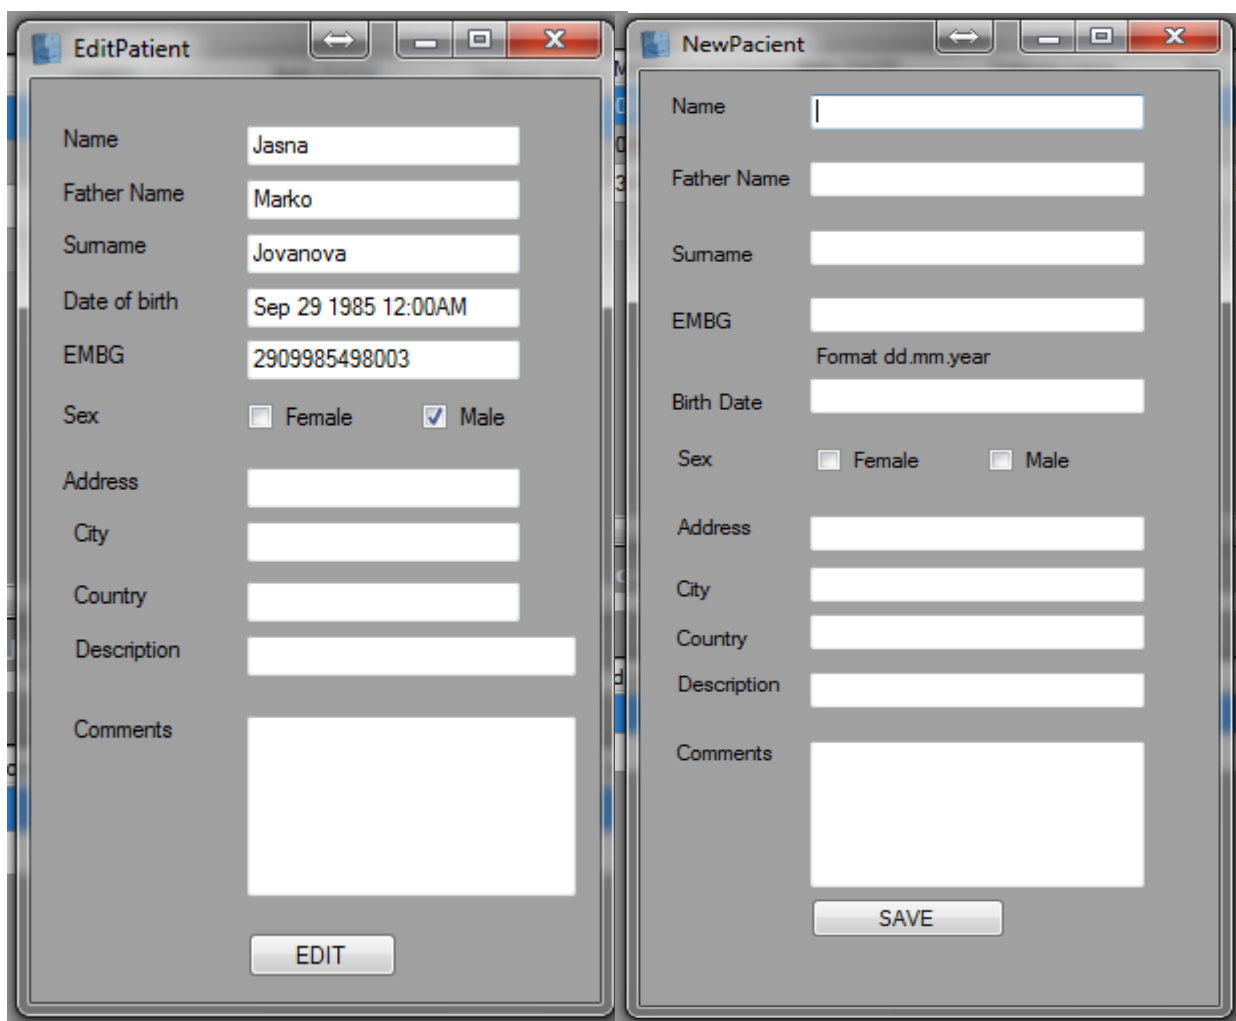 EditPatient
Name
Jasna
Father Name
Marko
Surname
Jovanova
Date of birth
Sep 29 1985 12:00AM
EMBG
2909985498003
Sex
Female
Male
Address
City
Country
Description
Comments
EDIT
NewPacient
Name
Father Name
Surname
EMBG
Format dd.mm.year
Birth Date
Sex
Female
Male
Address
City
Country
Description
Comments
SAVE